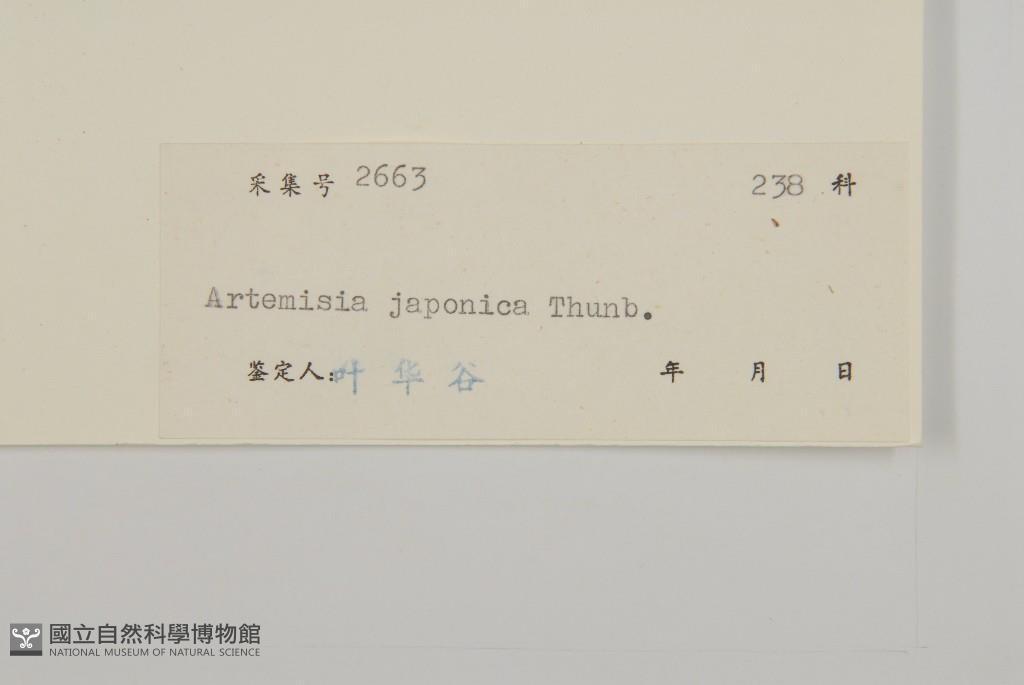 采集号 2663 238 科
Artemisia japonica Thunb.
鉴定人：叶华谷 年 月 日
國立自然科學博物館
NATIONAL MUSEUM OF NATURAL SCIENCE